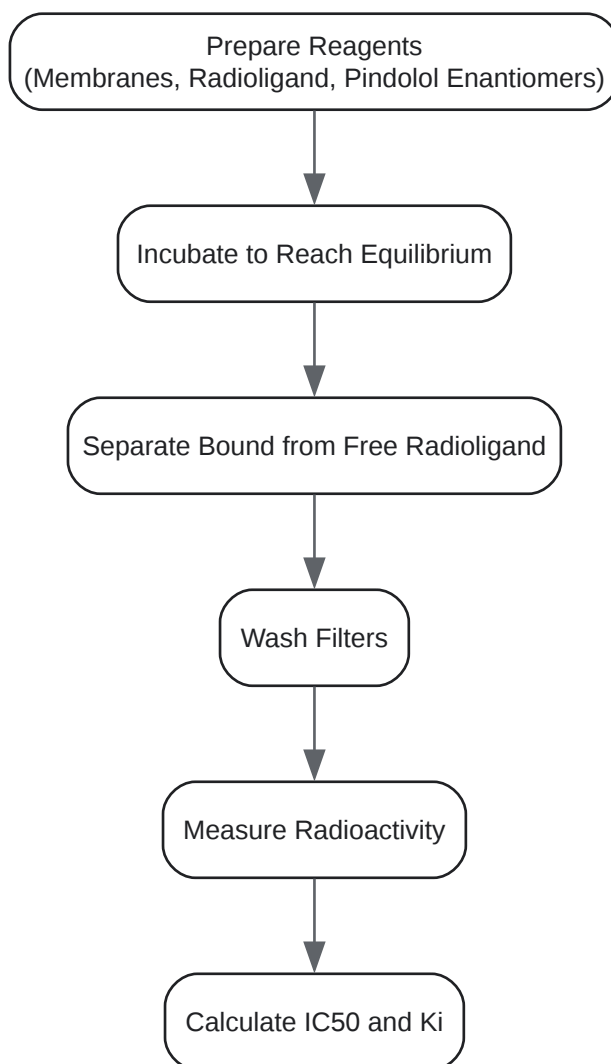 Prepare Reagents
(Membranes, Radioligand, Pindolol Enantiomers)
Incubate to Reach Equilibrium
Separate Bound from Free Radioligand
Wash Filters
Measure Radioactivity
Calculate IC50 and Ki